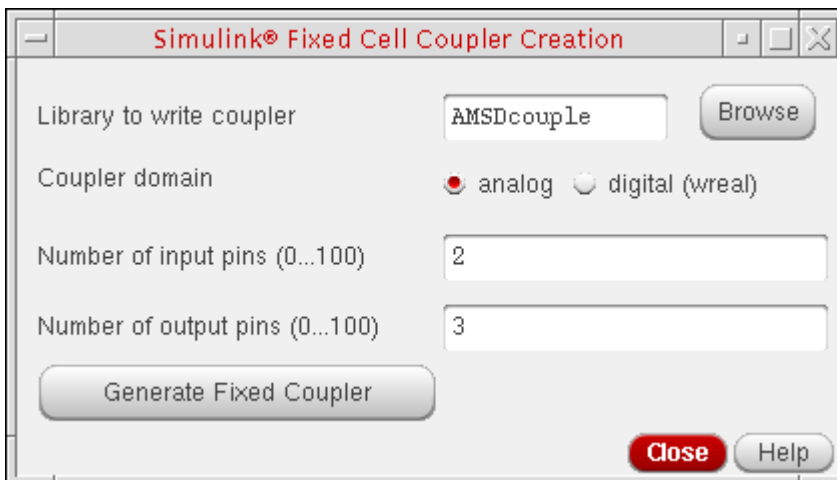 Simulink® Fixed Cell Coupler Creation
Library to write coupler AMSDcouple Browse
Coupler domain analog digital (wreal)
Number of input pins (0...100) 2
Number of output pins (0...100) 3
Generate Fixed Coupler
Close Help